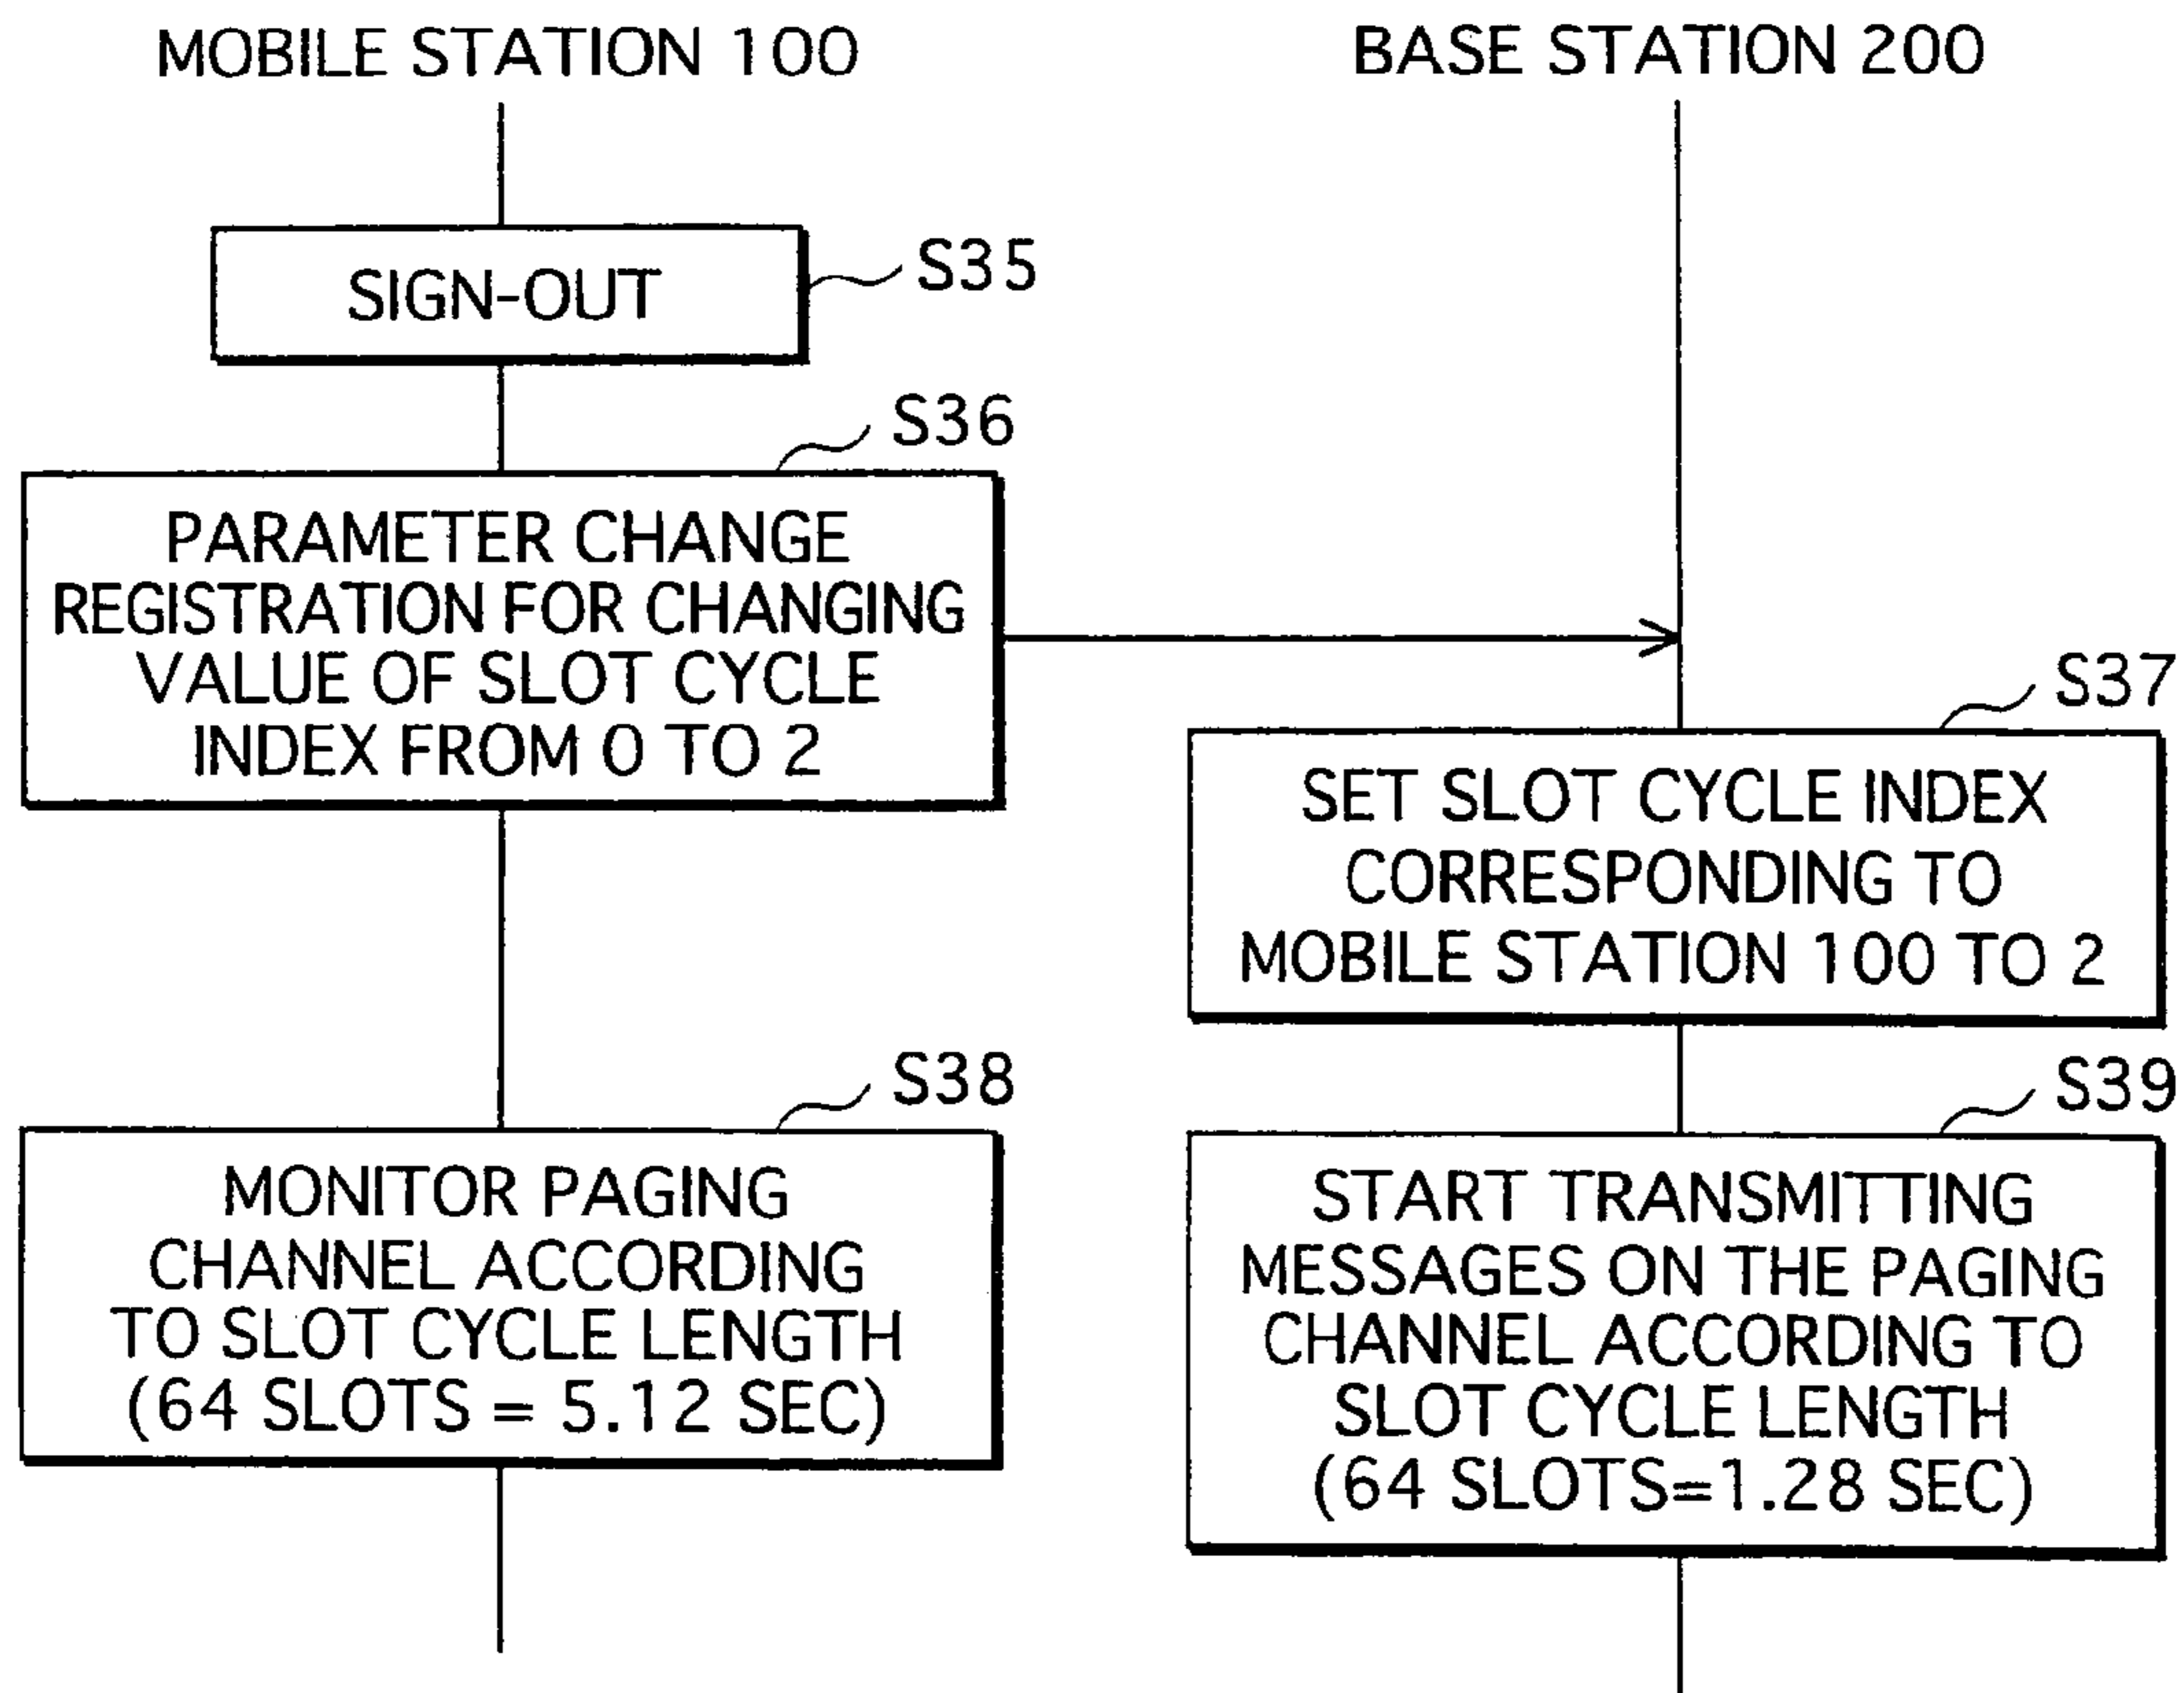 MOBILE STATION 100
BASE STATION 200
SIGN-OUT
S35
S36
PARAMETER CHANGE
REGISTRATION FOR CHANGING
VALUE OF SLOT CYCLE
INDEX FROM 0 TO 2
S37
SET SLOT CYCLE INDEX
CORRESPONDING TO
MOBILE STATION 100 TO 2
S38
MONITOR PAGING
CHANNEL ACCORDING
TO SLOT CYCLE LENGTH
(64 SLOTS = 5.12 SEC)
S39
START TRANSMITTING
MESSAGES ON THE PAGING
CHANNEL ACCORDING TO
SLOT CYCLE LENGTH
(64 SLOTS=1.28 SEC)